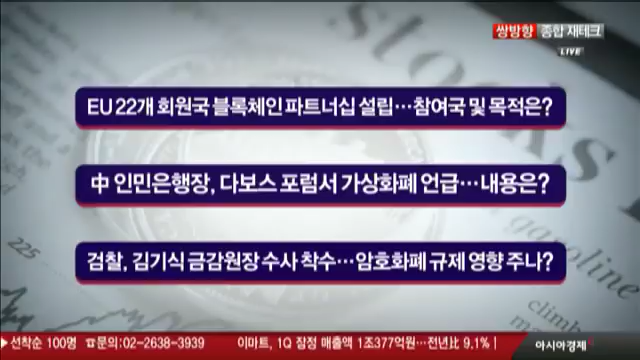 쌍방향 종합 재테크
LIVE
EU 22개 회원국 블록체인 파트너십 설립…참여국 및 목적은?
中 인민은행장, 다보스 포럼서 가상화폐 언급…내용은?
검찰, 김기식 금감원장 수사 착수…암호화폐 규제 영향 주나?
STOCKS
gasoline
climb
225
▶선착순 100명 ☎문의:02-2638-3939 이마트, 1Q 잠정 매출액 1조377억원…전년比 9.1%
아시아경제